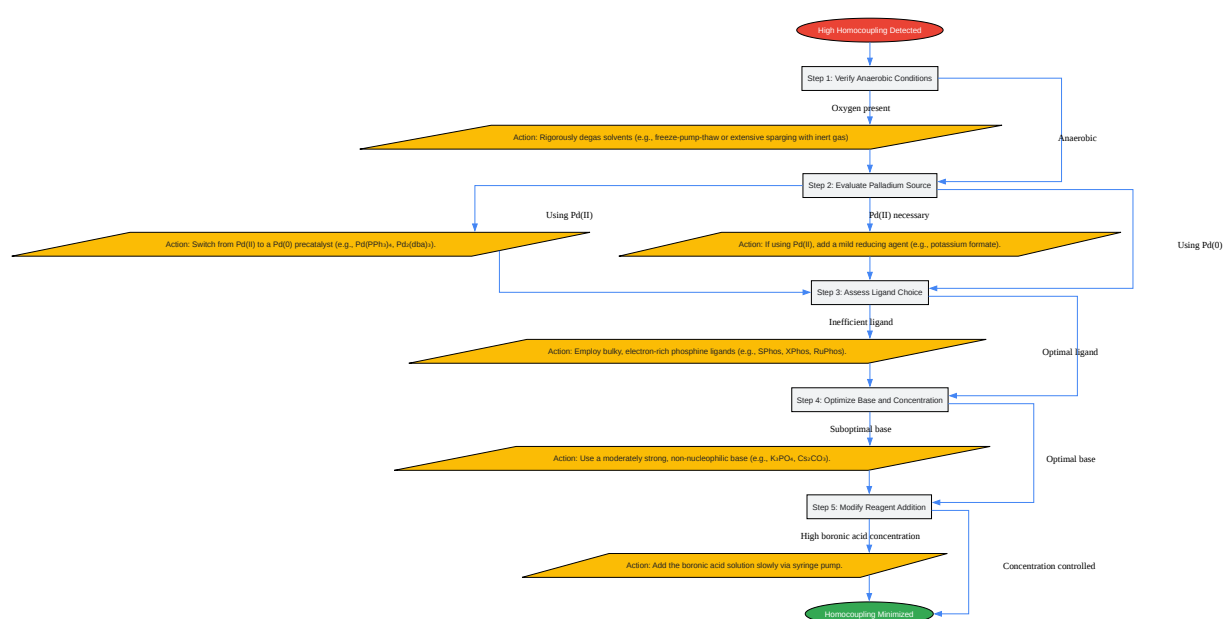 High Homocoupling Detected
Step 1: Verify Anaerobic Conditions
Oxygen present
Action: Rigorously degas solvents (e.g., freeze-pump-thaw or extensive sparging with inert gas)
Anaerobic
Step 2: Evaluate Palladium Source
Using Pd(II)
Pd(II) necessary
Action: Switch from Pd(II) to a Pd(0) precatalyst (e.g., Pd(PPh₃)₄, Pd₂(dba)₃).
Action: If using Pd(II), add a mild reducing agent (e.g., potassium formate).
Using Pd(0)
Step 3: Assess Ligand Choice
Inefficient ligand
Action: Employ bulky, electron-rich phosphine ligands (e.g., SPhos, XPhos, RuPhos).
Optimal ligand
Step 4: Optimize Base and Concentration
Suboptimal base
Action: Use a moderately strong, non-nucleophilic base (e.g., K₃PO₄, Cs₂CO₃).
Optimal base
Step 5: Modify Reagent Addition
High boronic acid concentration
Action: Add the boronic acid solution slowly via syringe pump.
Concentration controlled
Homocoupling Minimized